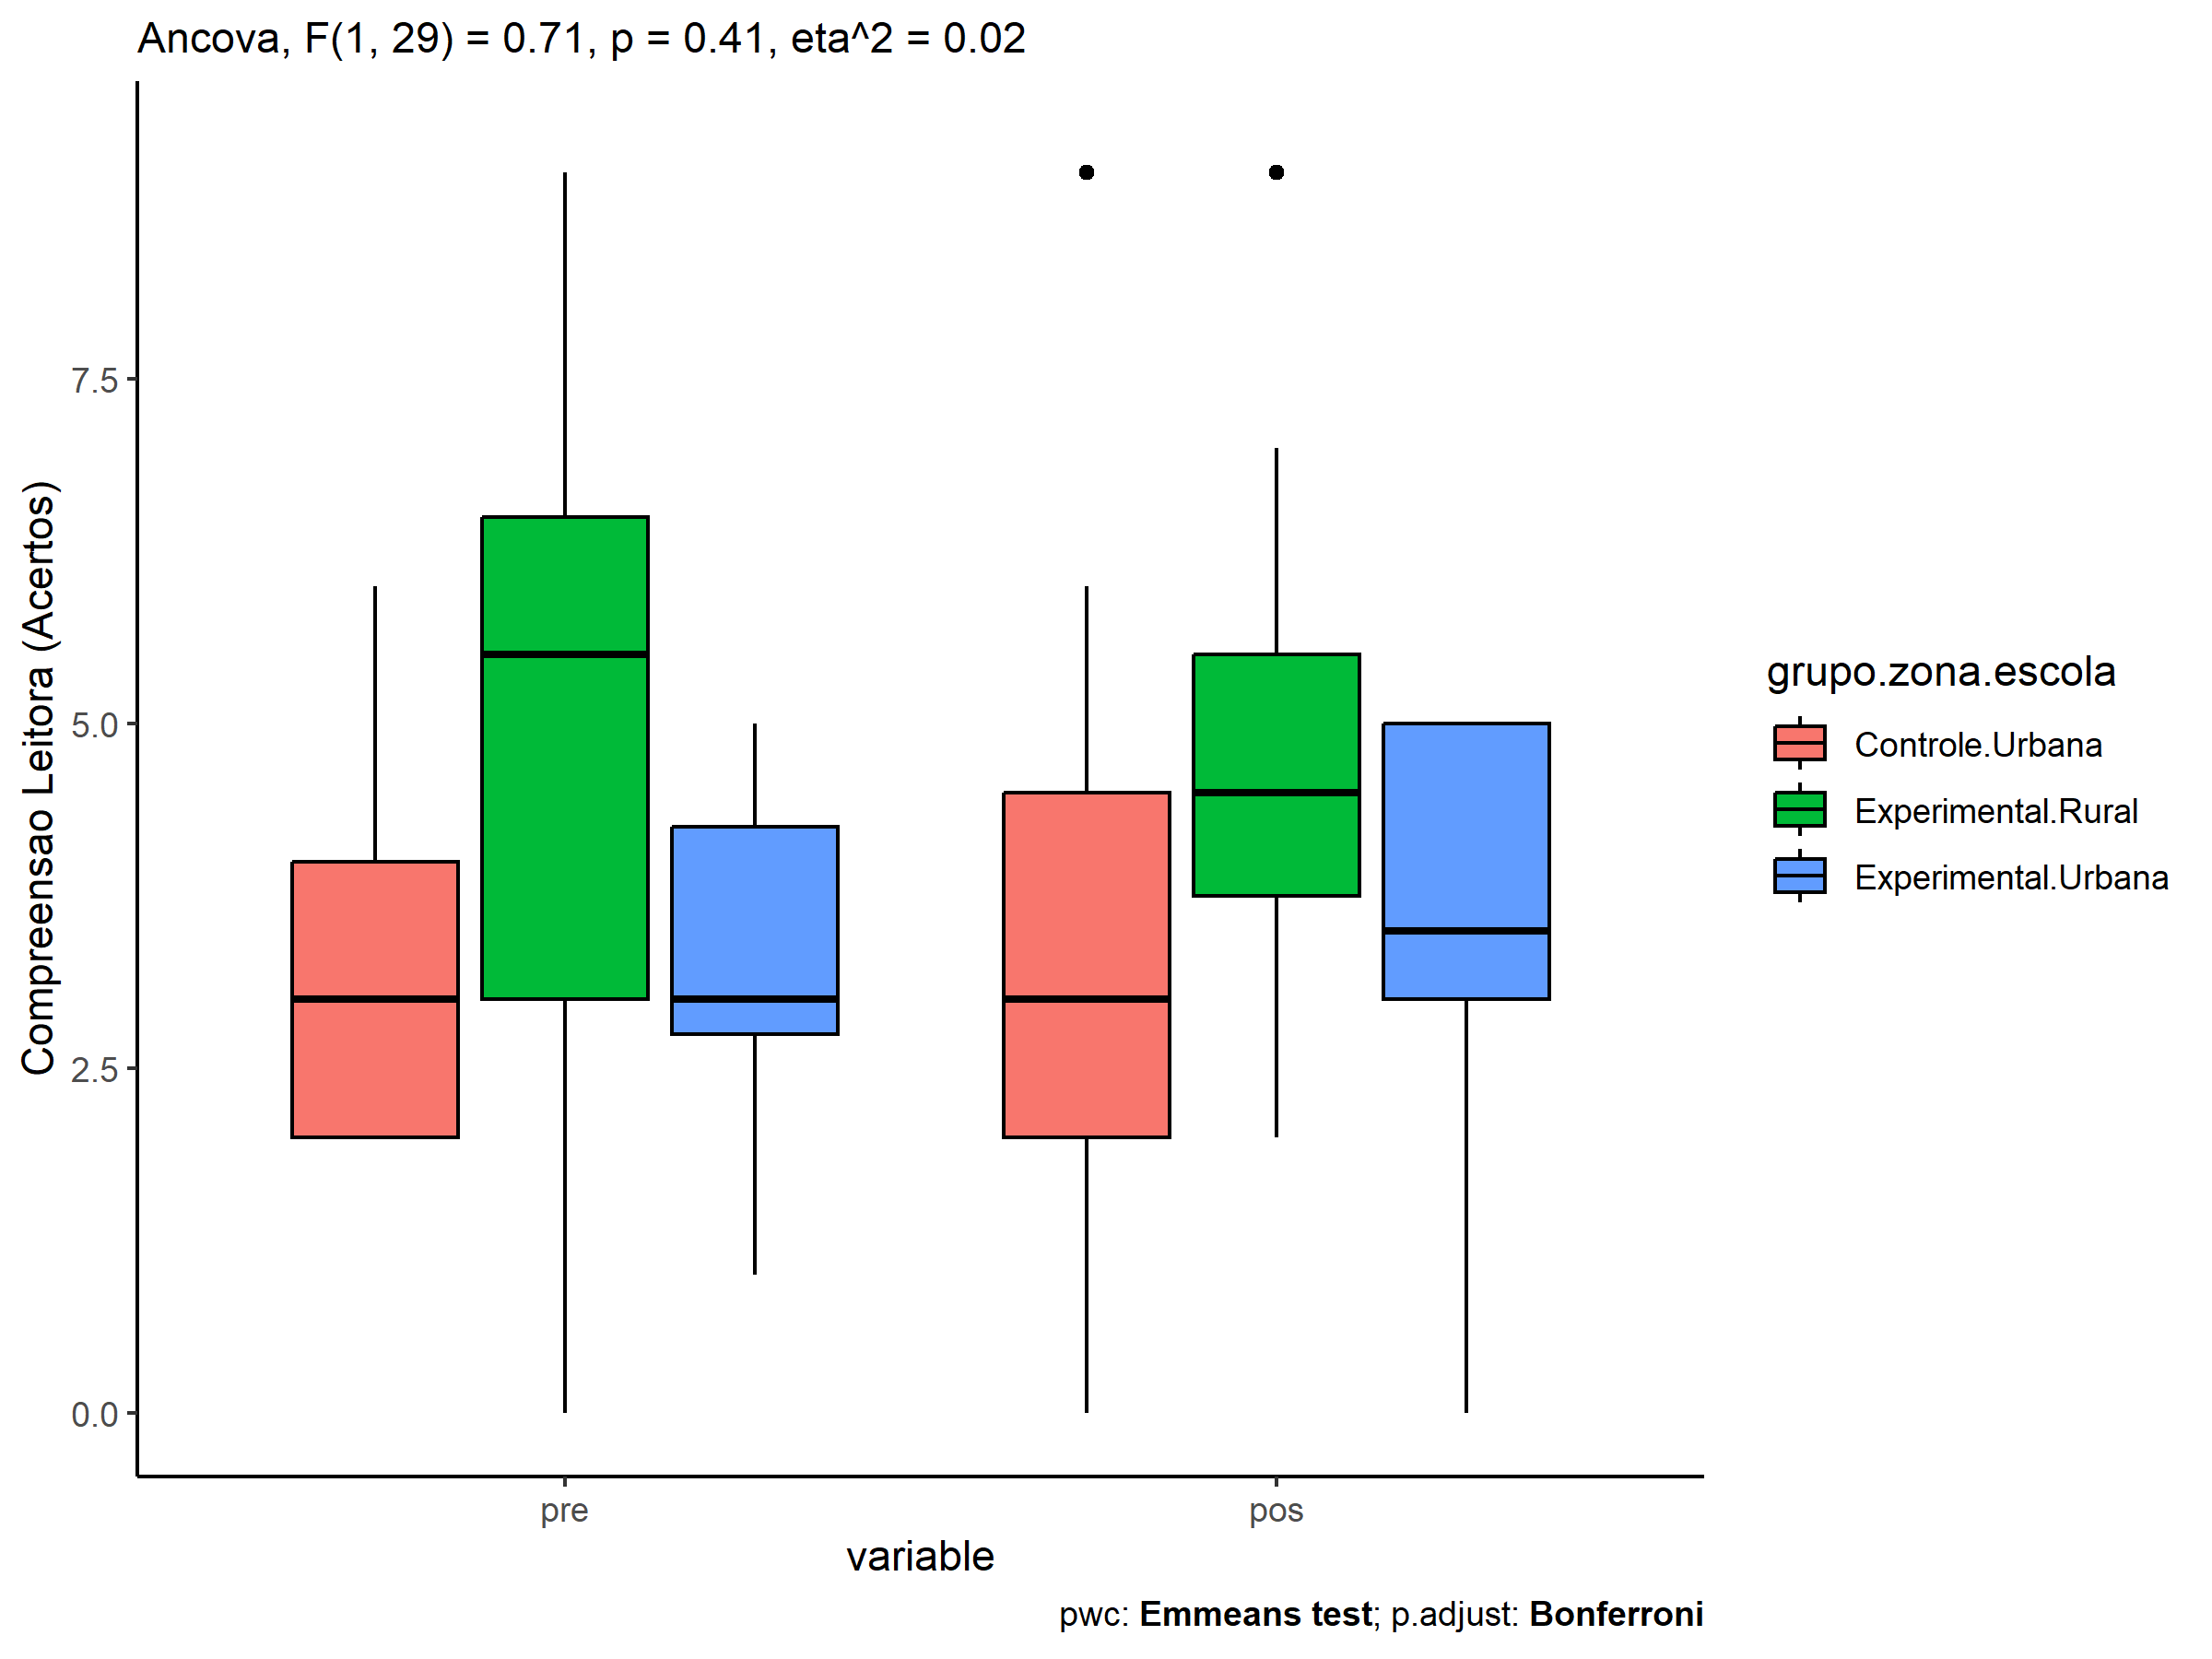 Ancova, F(1, 29) = 0.71, p = 0.41, eta^2 = 0.02
Compreensao Leitora (Acertos)
7.5
5.0
2.5
0.0
pre
pos
variable
grupo.zona.escola
Controle.Urbana
Experimental.Rural
Experimental.Urbana
pwc: Emmeans test; p.adjust: Bonferroni